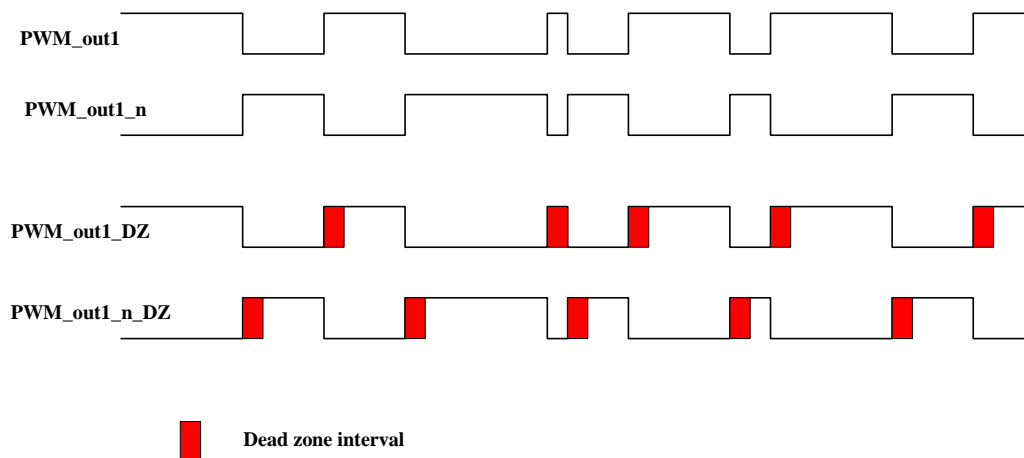 PWM_out1
PWM_out1_n
PWM_out1_DZ
PWM_out1_n_DZ
Dead zone interval